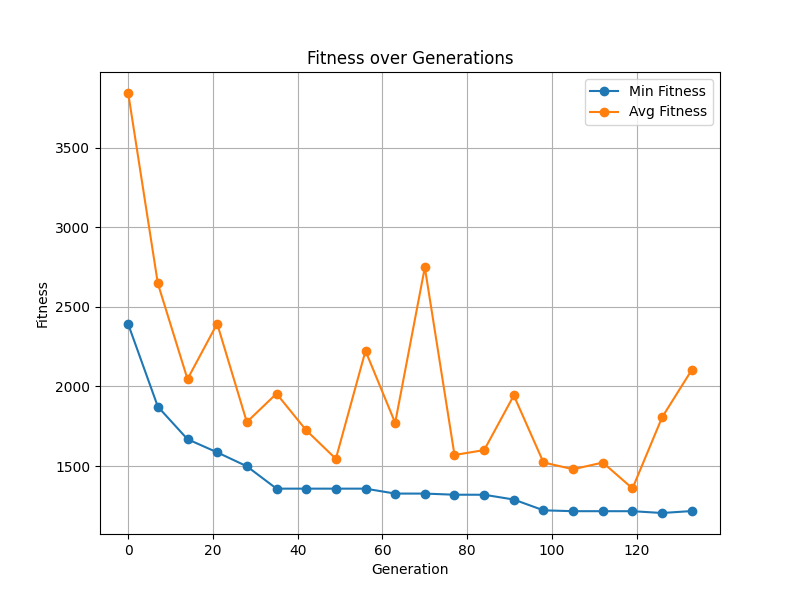 Fitness over Generations
Min Fitness
Avg Fitness
3500
3000
2500
2000
1500
Fitness
0 20 40 60 80 100 120
Generation